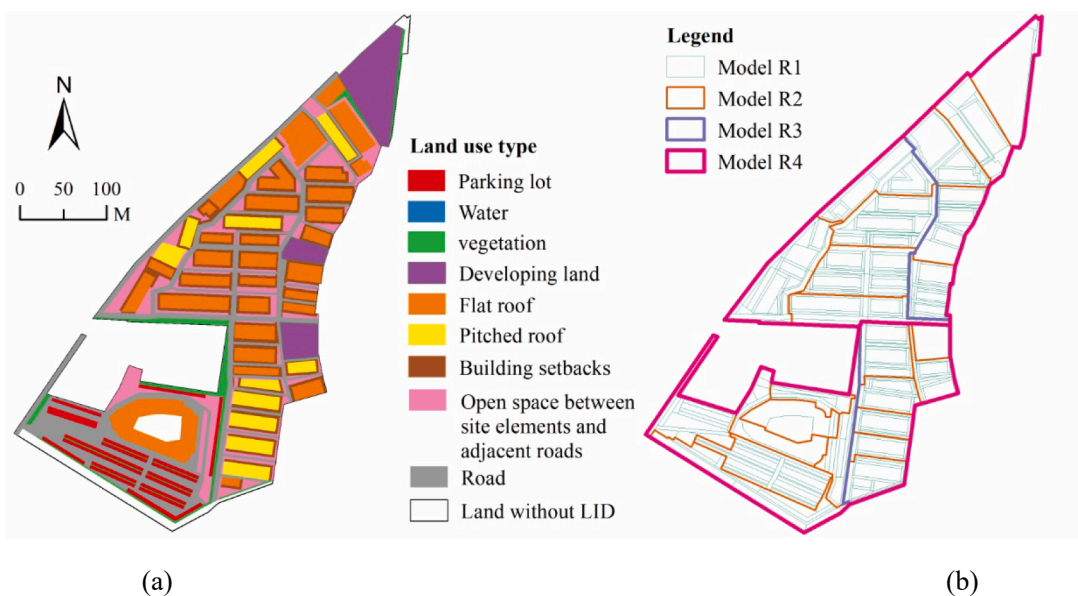 N
0 50 100
M
Land use type
Parking lot
Water
vegetation
Developing land
Flat roof
Pitched roof
Building setbacks
Open space between
site elements and
adjacent roads
Road
Land without LID
Legend
Model R1
Model R2
Model R3
Model R4
(a)
(b)